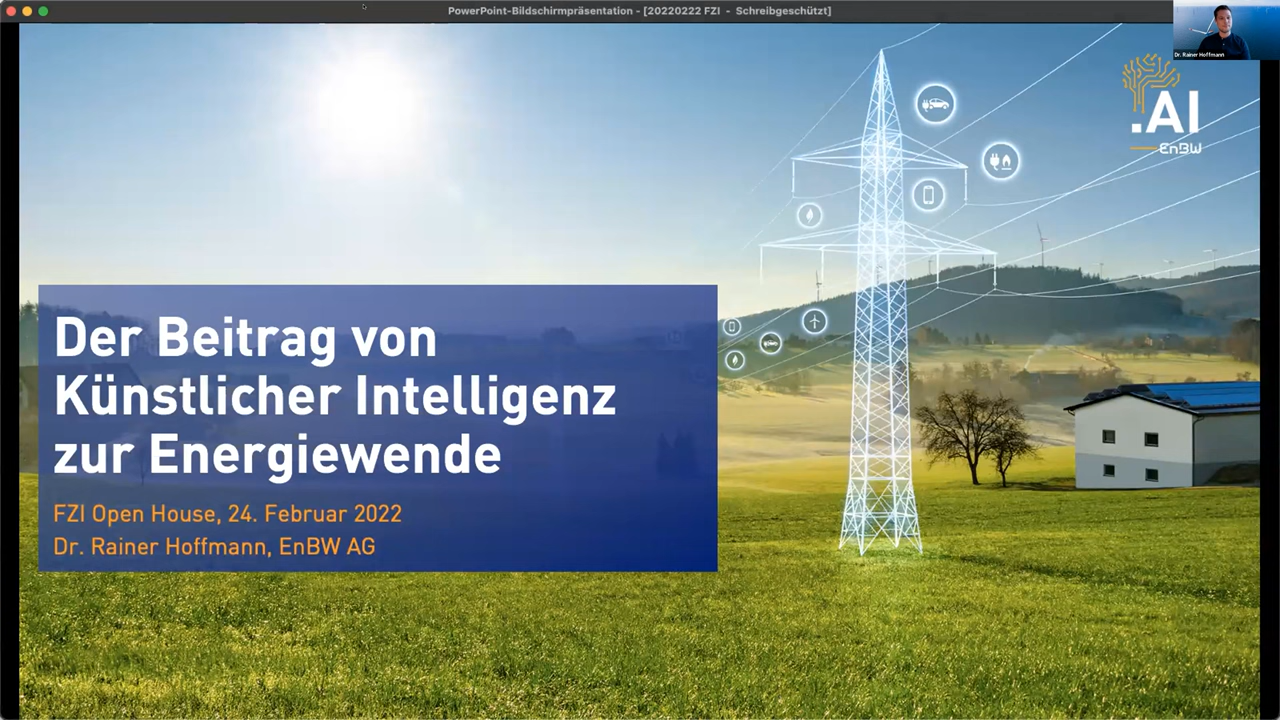 PowerPoint-Bildschirmpräsentation - [20220222 FZI - Schreibgeschützt]
Dr. Rainer Hoffmann
.AI
EnBW
Der Beitrag von
Künstlicher Intelligenz
zur Energiewende
FZI Open House, 24. Februar 2022
Dr. Rainer Hoffmann, EnBW AG